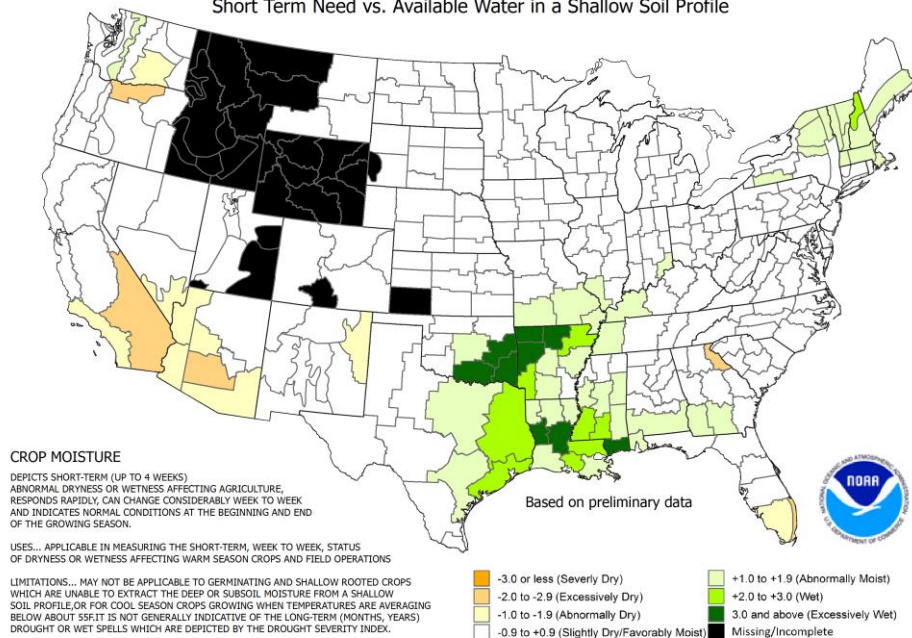 Short Term Need vs. Available Water in a Shallow Soil Profile
CROP MOISTURE
DEPICTS SHORT-TERM (UP TO 4 WEEKS)
ABNORMAL DRYNESS OR WETNESS AFFECTING AGRICULTURE,
RESPONDS RAPIDLY, CAN CHANGE CONSIDERABLY WEEK TO WEEK
AND INDICATES NORMAL CONDITIONS AT THE BEGINNING AND END
OF THE GROWING SEASON.
USES... APPLICABLE IN MEASURING THE SHORT-TERM, WEEK TO WEEK, STATUS
OF DRYNESS OR WETNESS AFFECTING WARM SEASON CROPS AND FIELD OPERATIONS
LIMITATIONS... MAY NOT BE APPLICABLE TO GERMINATING AND SHALLOW ROOTED CROPS
WHICH ARE UNABLE TO EXTRACT THE DEEP OR SUBSOIL MOISTURE FROM A SHALLOW
SOIL PROFILE,OR FOR COOL SEASON CROPS GROWING WHEN TEMPERATURES ARE AVERAGING
BELOW ABOUT 55F.IT IS NOT GENERALLY INDICATIVE OF THE LONG-TERM (MONTHS, YEARS)
DROUGHT OR WET SPELLS WHICH ARE DEPICTED BY THE DROUGHT SEVERITY INDEX.
Based on preliminary data
NATIONAL OCEANIC AND ATMOSPHERIC ADMINISTRATION
NOAA
U.S. DEPARTMENT OF COMMERCE
-3.0 or less (Severly Dry)
-2.0 to -2.9 (Excessively Dry)
-1.0 to -1.9 (Abnormally Dry)
-0.9 to +0.9 (Slightly Dry/Favorably Moist)
+1.0 to +1.9 (Abnormally Moist)
+2.0 to +3.0 (Wet)
3.0 and above (Excessively Wet)
Missing/Incomplete